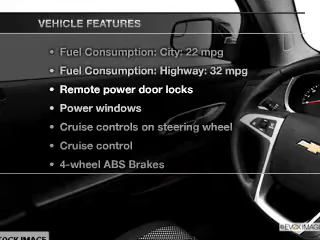 VEHICLE FEATURES
• Fuel Consumption: City: 22 mpg
• Fuel Consumption: Highway: 32 mpg
• Remote power door locks
• Power windows
• Cruise controls on steering wheel
• Cruise control
• 4-wheel ABS Brakes
©EVOX IMAGES
STOCK IMAGE